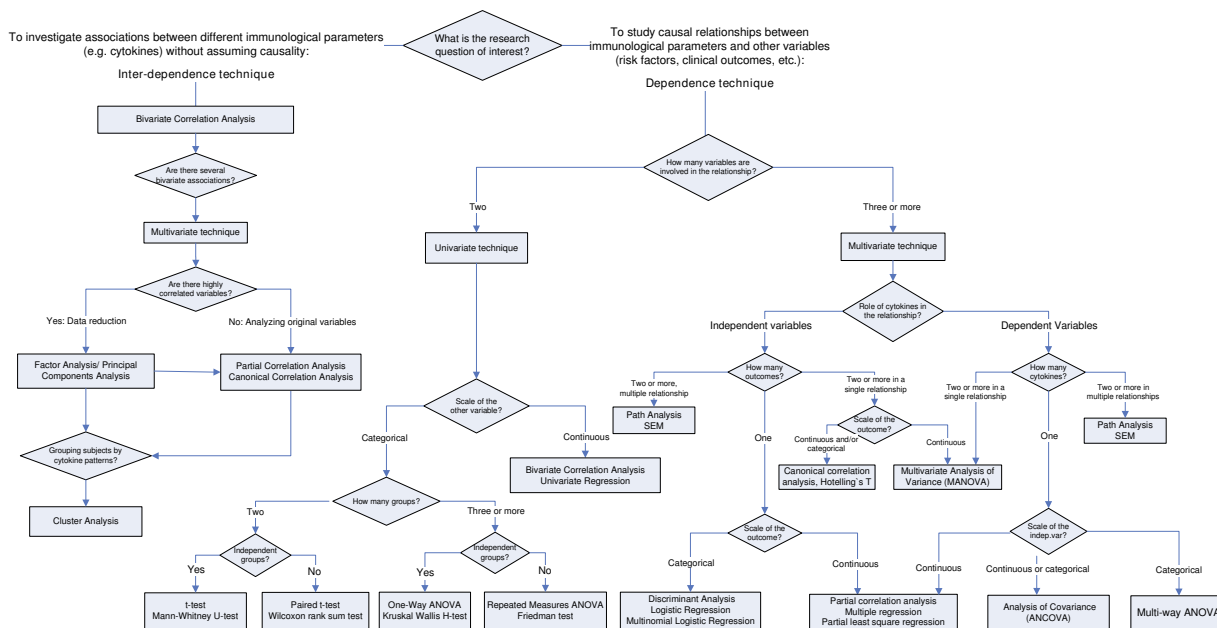 What is the research
question of interest?
To investigate associations between different immunological parameters
(e.g. cytokines) without assuming causality:
Inter-dependence technique
To study causal relationships between
immunological parameters and other variables
(risk factors, clinical outcomes, etc.):
Dependence technique
Bivariate Correlation Analysis
Are there several
bivariate associations?
Multivariate technique
Are there highly
correlated variables?
Yes: Data reduction
No: Analyzing original variables
Factor Analysis/ Principal
Components Analysis
Partial Correlation Analysis
Canonical Correlation Analysis
Grouping subjects by
cytokine patterns?
Cluster Analysis
How many variables are
involved in the relationship?
Two
Three or more
Univariate technique
Multivariate technique
Scale of the
other variable?
Categorical
Continuous
Bivariate Correlation Analysis
Univariate Regression
How many groups?
Two
Three or more
Independent
groups?
Independent
groups?
Yes
No
Yes
No
t-test
Mann-Whitney U-test
Paired t-test
Wilcoxon rank sum test
One-Way ANOVA
Kruskal Wallis H-test
Repeated Measures ANOVA
Friedman test
Role of cytokines in
the relationship?
Independent variables
Dependent Variables
How many
outcomes?
Two or more,
multiple relationship
Two or more in a
single relationship
Path Analysis
SEM
Scale of the
outcome?
Continuous and/or
categorical
Continuous
Canonical correlation
analysis, Hotelling`s T
Multivariate Analysis of
Variance (MANOVA)
One
Scale of the
outcome?
Categorical
Continuous
Discriminant Analysis
Logistic Regression
Multinomial Logistic Regression
Partial correlation analysis
Multiple regression
Partial least square regression
How many
cytokines?
Two or more in a
single relationship
Two or more in
multiple relationships
Path Analysis
SEM
One
Scale of the
indep.var?
Continuous
Continuous or categorical
Categorical
Analysis of Covariance
(ANCOVA)
Multi-way ANOVA